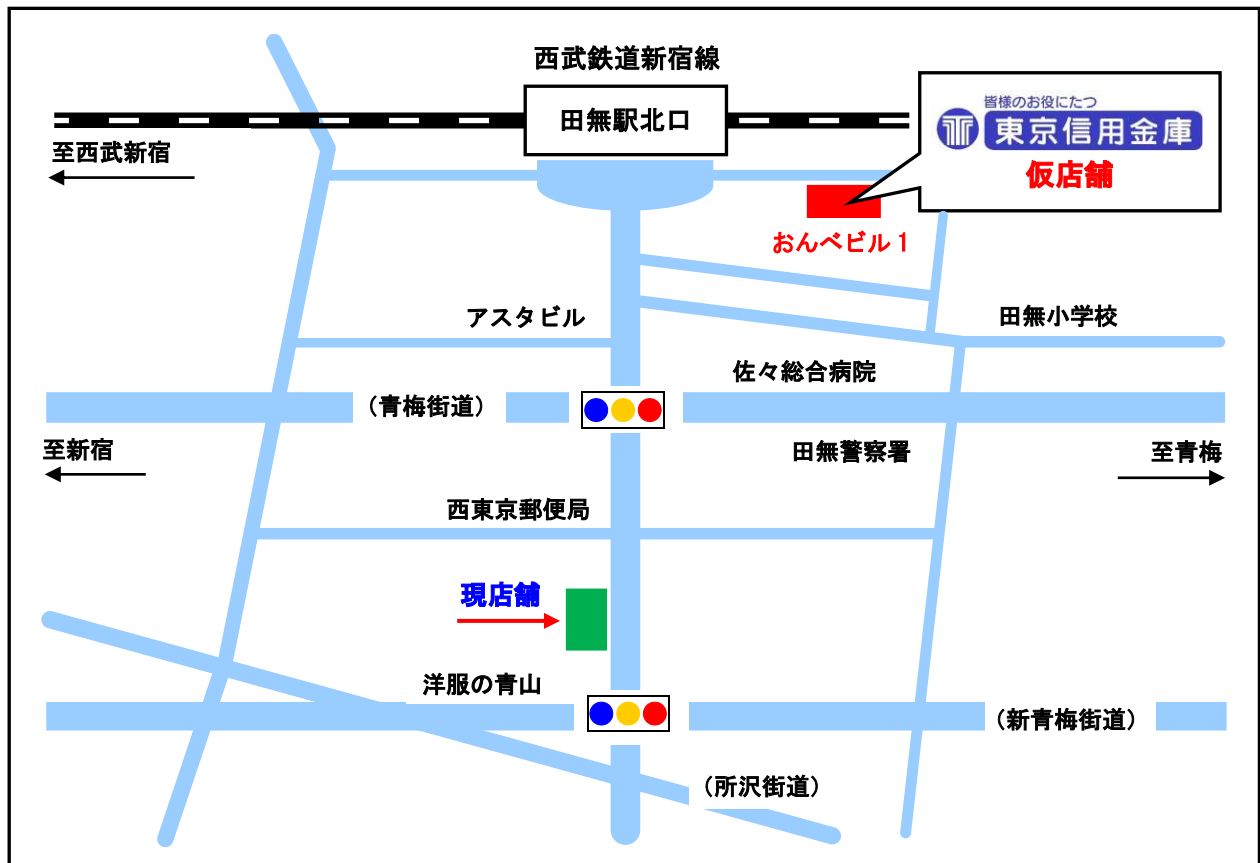 西武鉄道新宿線
田無駅北口
皆様のお役にたつ
東京信用金庫
仮店舗
至西武新宿
おんべビル1
アスタビル
田無小学校
佐々総合病院
(青梅街道)
至新宿
田無警察署
至青梅
西東京郵便局
現店舗
洋服の青山
(新青梅街道)
(所沢街道)